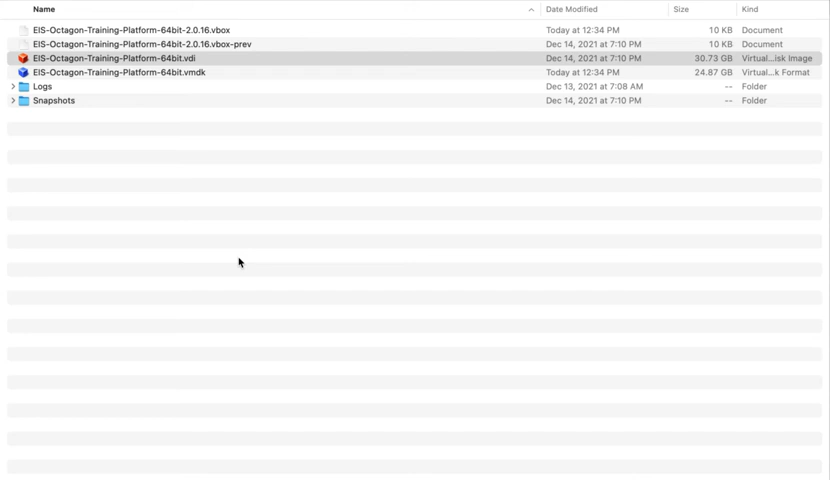 Name Date Modified Size Kind
EIS-Octagon-Training-Platform-64bit-2.0.16.vbox Today at 12:34 PM 10 KB Document
EIS-Octagon-Training-Platform-64bit-2.0.16.vbox-prev Dec 14, 2021 at 7:10 PM 10 KB Document
EIS-Octagon-Training-Platform-64bit.vdi Dec 14, 2021 at 7:10 PM 30.73 GB Virtual...isk Image
EIS-Octagon-Training-Platform-64bit.vmdk Today at 12:34 PM 24.87 GB Virtual...k Format
Logs Dec 13, 2021 at 7:08 AM -- Folder
Snapshots Dec 14, 2021 at 7:10 PM -- Folder